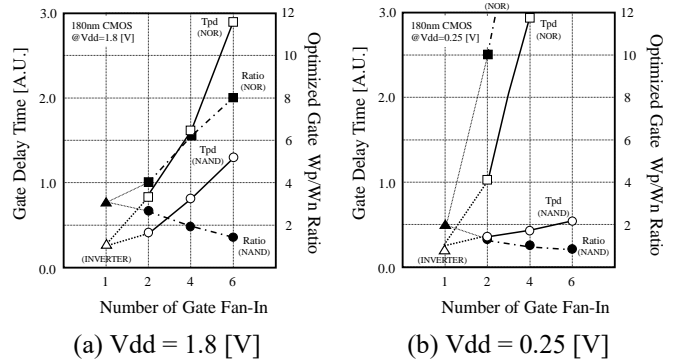 180nm CMOS
@Vdd=1.8 [V]
Tpd
(NOR)
Ratio
(NOR)
Tpd
(NAND)
Ratio
(NAND)
(INVERTER)
3.0
2.0
1.0
0.0
12
10
8
6
4
2
1 2 4 6
Gate Delay Time [A.U.]
Optimized Gate Wp/Wn Ratio
Number of Gate Fan-In
(a) Vdd = 1.8 [V]
180nm CMOS
@Vdd=0.25 [V]
(NOR)
Tpd
(NOR)
Tpd
(NAND)
Ratio
(NAND)
(INVERTER)
3.0
2.0
1.0
0.0
12
10
8
6
4
2
1 2 4 6
Gate Delay Time [A.U.]
Optimized Gate Wp/Wn Ratio
Number of Gate Fan-In
(b) Vdd = 0.25 [V]